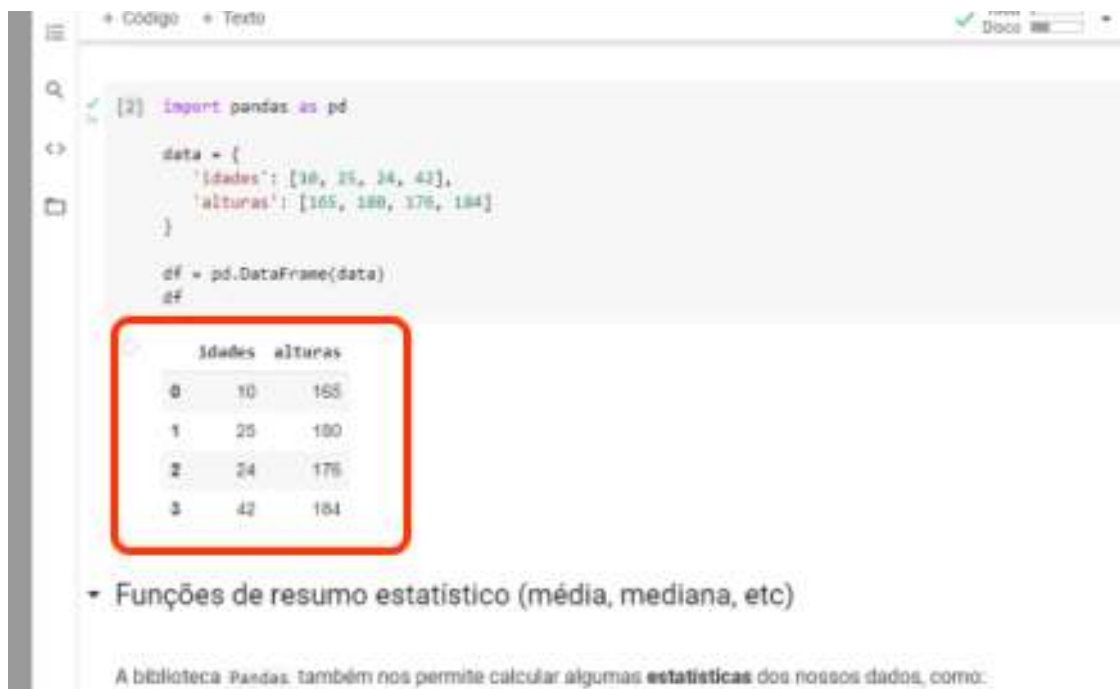 + Código + Texto
Disco
[2] import pandas as pd
data = {
'idades': [10, 25, 24, 42],
'alturas': [165, 180, 176, 184]
}
df = pd.DataFrame(data)
df
idades alturas
0 10 165
1 25 180
2 24 176
3 42 184
Funções de resumo estatístico (média, mediana, etc)
A biblioteca Pandas também nos permite calcular algumas estatísticas dos nossos dados, como: